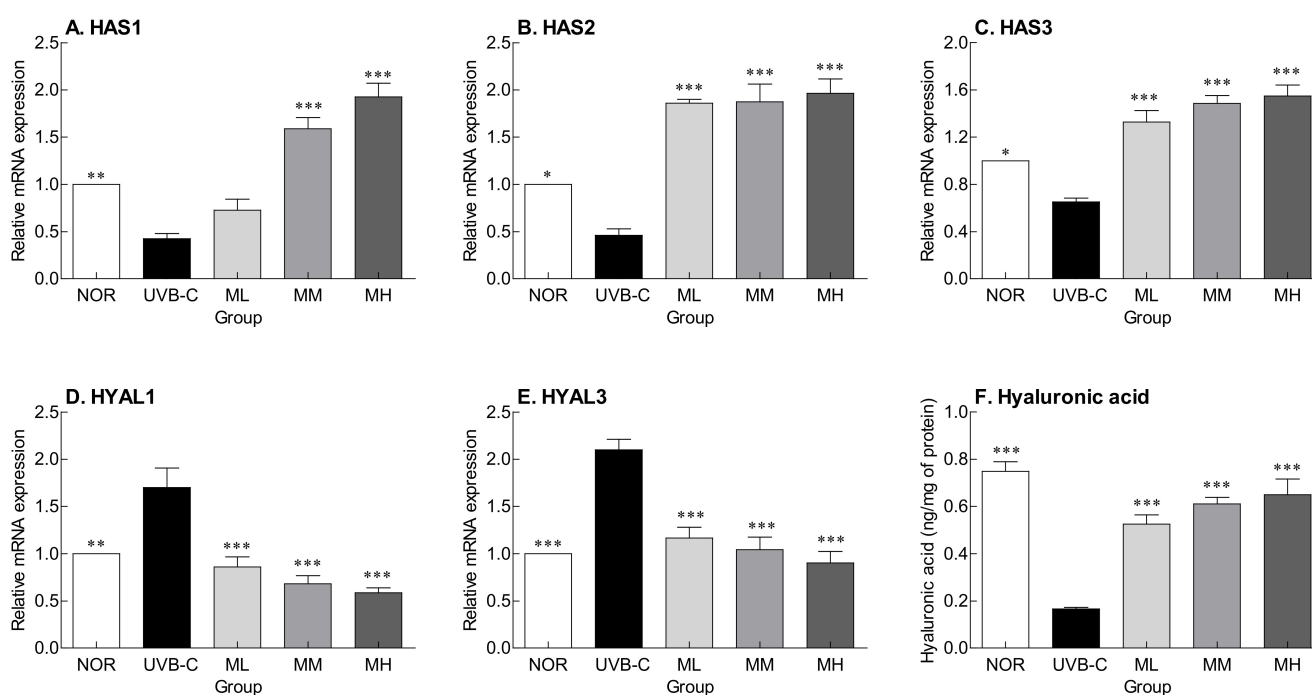 A. HAS1
Relative mRNA expression
2.5
2.0
1.5
1.0
0.5
0.0
**
***
***
NOR UVB-C ML MM MH
Group
B. HAS2
Relative mRNA expression
2.5
2.0
1.5
1.0
0.5
0.0
*
***
***
***
NOR UVB-C ML MM MH
Group
C. HAS3
Relative mRNA expression
2.0
1.6
1.2
0.8
0.4
0.0
*
***
***
***
NOR UVB-C ML MM MH
Group
D. HYAL1
Relative mRNA expression
2.5
2.0
1.5
1.0
0.5
0.0
**
***
***
***
NOR UVB-C ML MM MH
Group
E. HYAL3
Relative mRNA expression
2.5
2.0
1.5
1.0
0.5
0.0
***
***
***
***
NOR UVB-C ML MM MH
Group
F. Hyaluronic acid
Hyaluronic acid (ng/mg of protein)
1.0
0.8
0.6
0.4
0.2
0.0
***
***
***
***
NOR UVB-C ML MM MH
Group